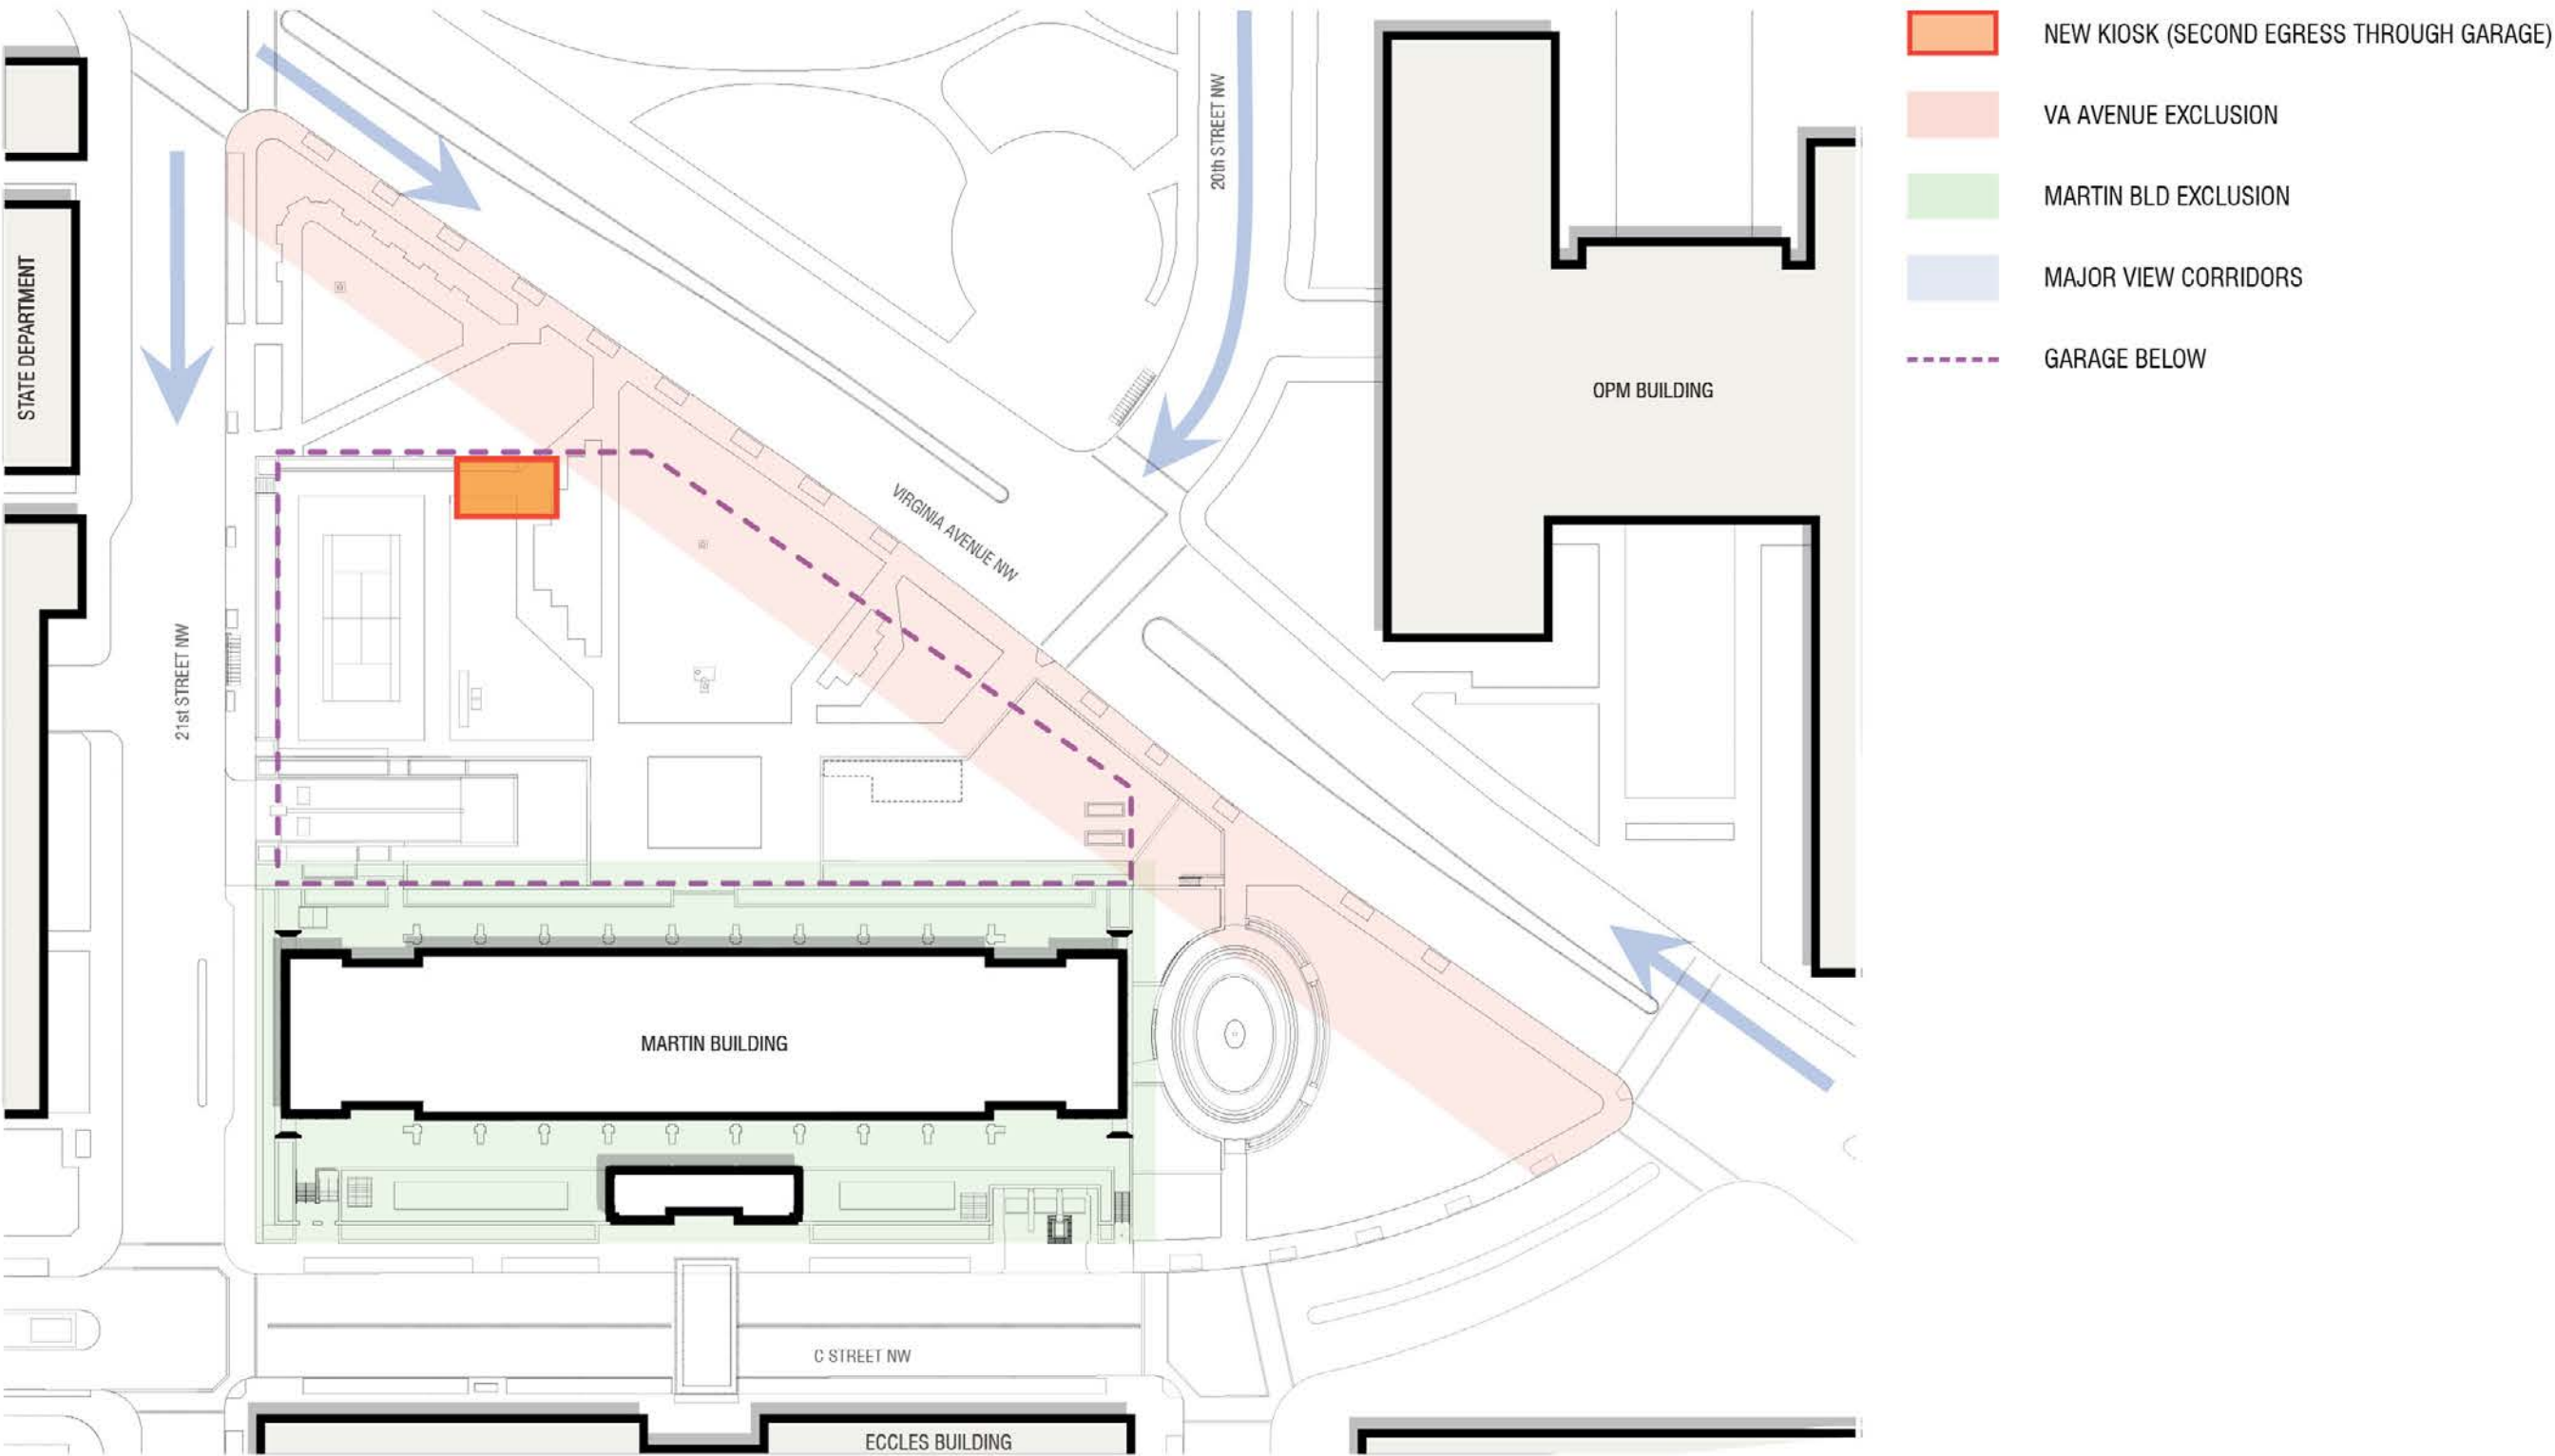 NEW KIOSK (SECOND EGRESS THROUGH GARAGE)
VA AVENUE EXCLUSION
MARTIN BLD EXCLUSION
MAJOR VIEW CORRIDORS
GARAGE BELOW
20th STREET NW
STATE DEPARTMENT
OPM BUILDING
VIRGINIA AVENUE NW
21st STREET NW
MARTIN BUILDING
C STREET NW
ECCLES BUILDING